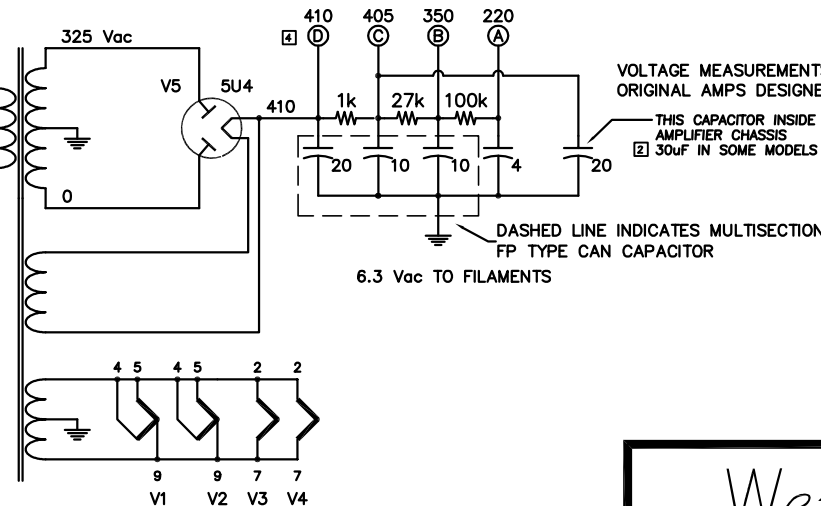 410 405 350 220
4 D C B A
325 Vac
V5 5U4
410 1k 27k 100k
VOLTAGE MEASUREMENTS
ORIGINAL AMPS DESIGNE
THIS CAPACITOR INSIDE
AMPLIFIER CHASSIS
2 30uF IN SOME MODELS
20 10 10 4 20
0
DASHED LINE INDICATES MULTISECTION
FP TYPE CAN CAPACITOR
6.3 Vac TO FILAMENTS
4 5 4 5 2 2
9 9 7 7
V1 V2 V3 V4